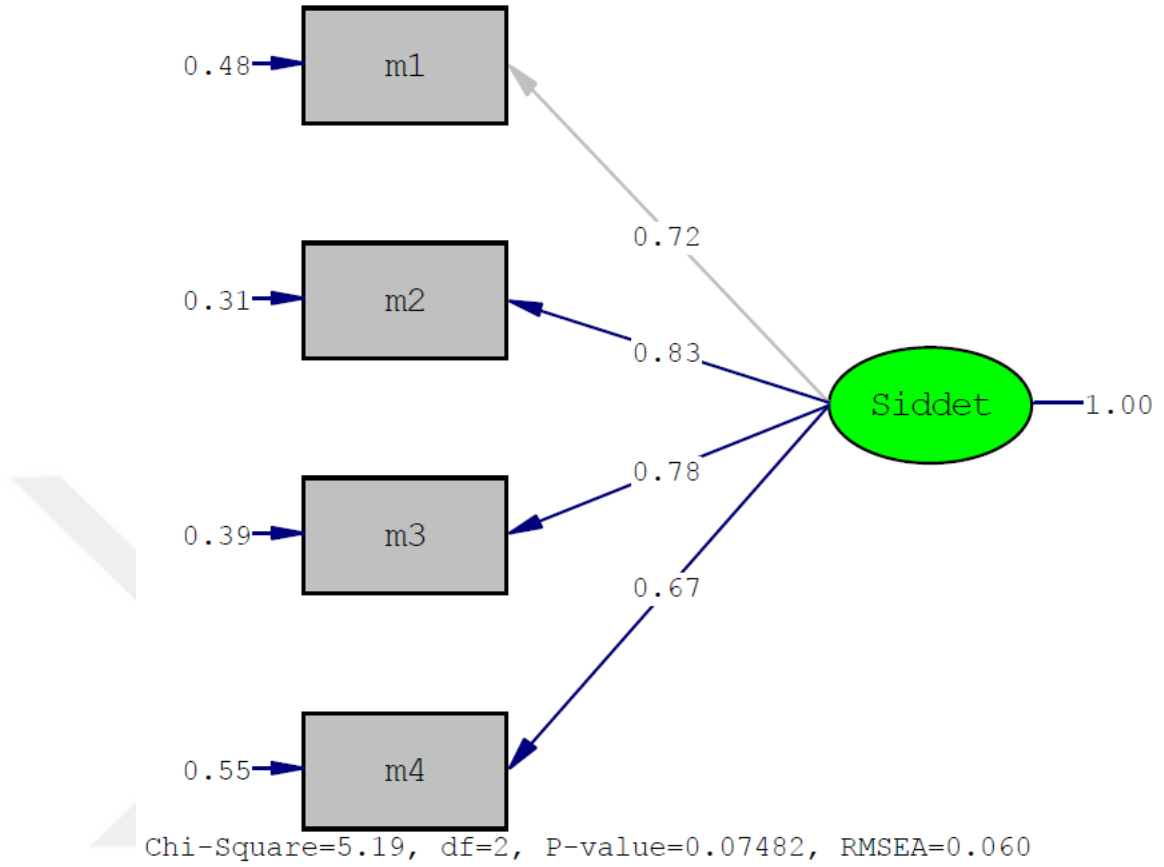 0.48 m1
0.72
0.31 m2
0.83
Siddet 1.00
0.78
0.39 m3
0.67
0.55 m4
Chi-Square=5.19, df=2, P-value=0.07482, RMSEA=0.060